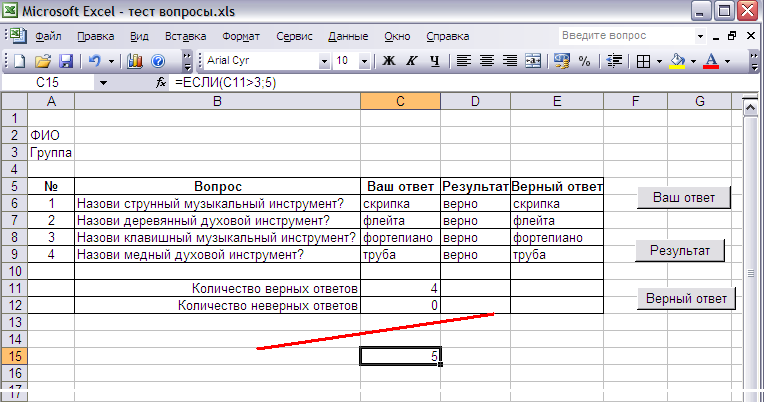 Microsoft Excel - тест вопросы.xls
Файл Правка Вид Вставка Формат Сервис Данные Окно Справка Введите вопрос
Arial Cyr 10 Ж К Ч
C15 fx =ЕСЛИ(C11>3;5)
A B C D E F G
1
2 ФИО
3 Группа
4
5 № Вопрос Ваш ответ Результат Верный ответ
6 1 Назови струнный музыкальный инструмент? скрипка верно скрипка Ваш ответ
7 2 Назови деревянный духовой инструмент? флейта верно флейта
8 3 Назови клавишный музыкальный инструмент? фортепиано верно фортепиано
9 4 Назови медный духовой инструмент? труба верно труба Результат
10
11 Количество верных ответов 4
12 Количество неверных ответов 0 Верный ответ
13
14
15 5
16
17